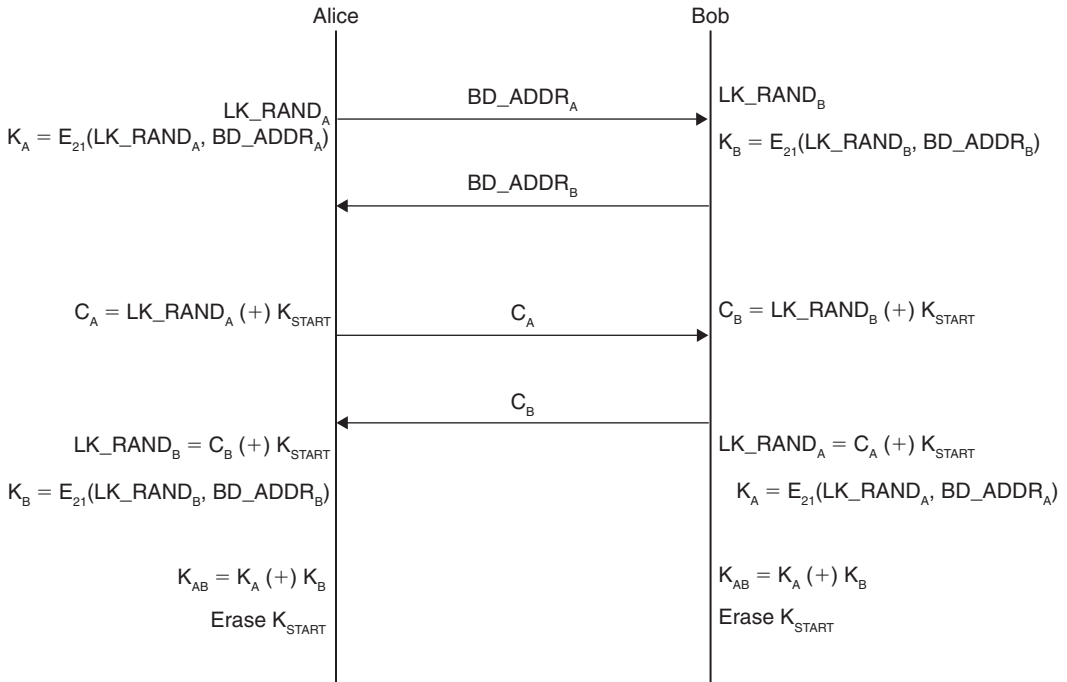 Alice
Bob
LK_RAND_A
BD_ADDR_A
LK_RAND_B
K_A = E_21(LK_RAND_A, BD_ADDR_A)
K_B = E_21(LK_RAND_B, BD_ADDR_B)
BD_ADDR_B
C_A = LK_RAND_A (+) K_START
C_A
C_B = LK_RAND_B (+) K_START
C_B
LK_RAND_B = C_B (+) K_START
LK_RAND_A = C_A (+) K_START
K_B = E_21(LK_RAND_B, BD_ADDR_B)
K_A = E_21(LK_RAND_A, BD_ADDR_A)
K_AB = K_A (+) K_B
K_AB = K_A (+) K_B
Erase K_START
Erase K_START